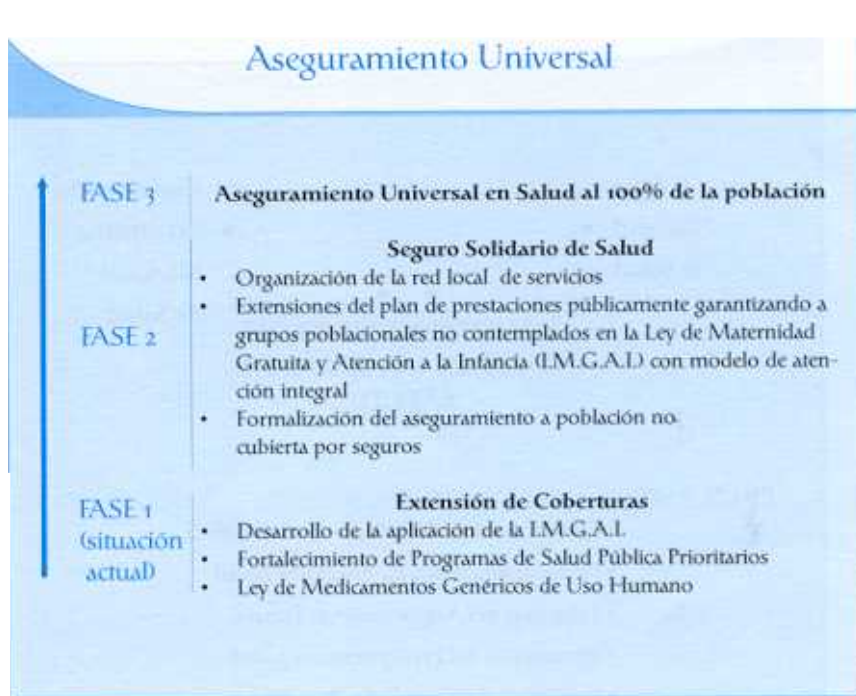 Aseguramiento Universal
FASE 3
Aseguramiento Universal en Salud al 100% de la población
FASE 2
Seguro Solidario de Salud
• Organización de la red local de servicios
• Extensiones del plan de prestaciones públicamente garantizando a
grupos poblacionales no contemplados en la Ley de Maternidad
Gratuita y Atención a la Infancia (L.M.G.A.I.) con modelo de aten-
ción integral
• Formalización del aseguramiento a población no
cubierta por seguros
FASE 1
(situación
actual)
Extensión de Coberturas
• Desarrollo de la aplicación de la L.M.G.A.I.
• Fortalecimiento de Programas de Salud Pública Prioritarios
• Ley de Medicamentos Genéricos de Uso Humano